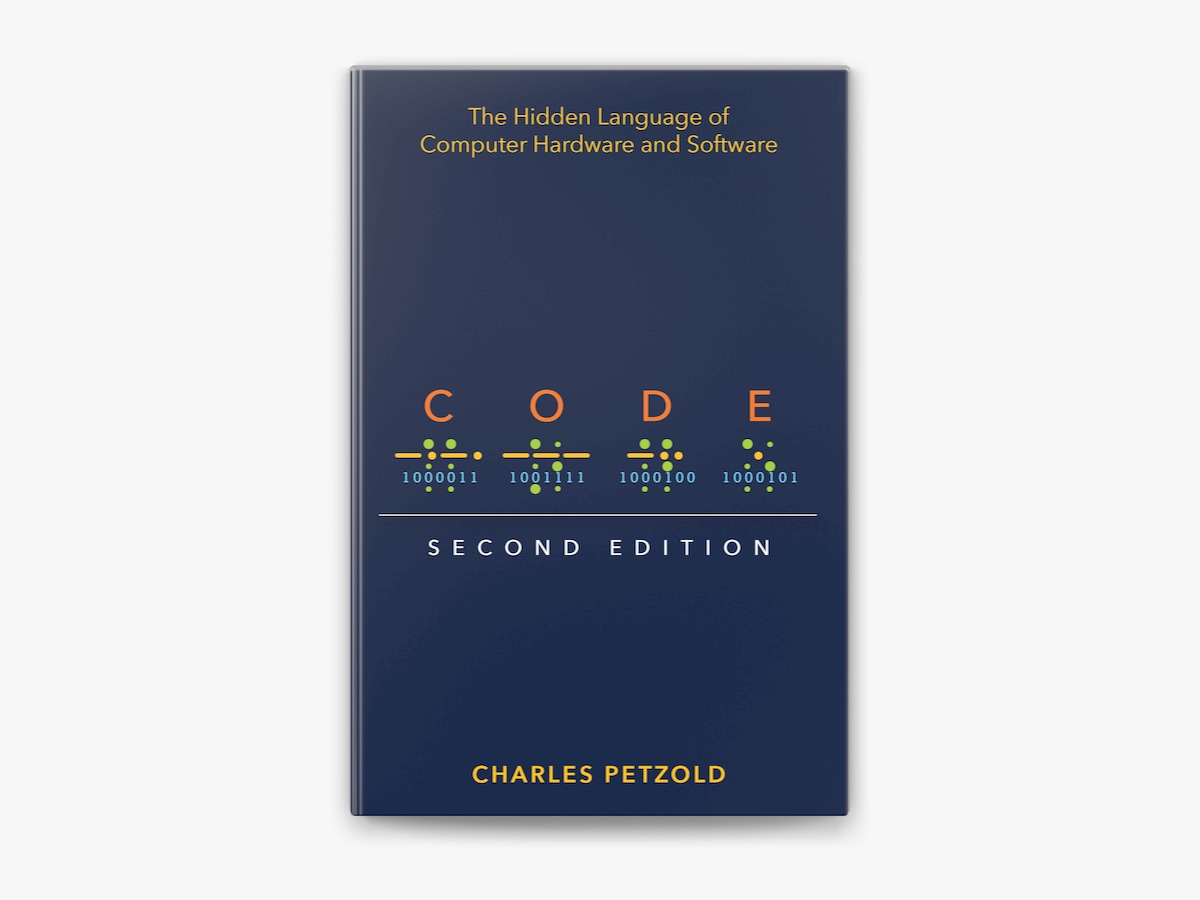 The Hidden Language of
Computer Hardware and Software
C O D E
1000011 1001111 1000100 1000101
SECOND EDITION
CHARLES PETZOLD